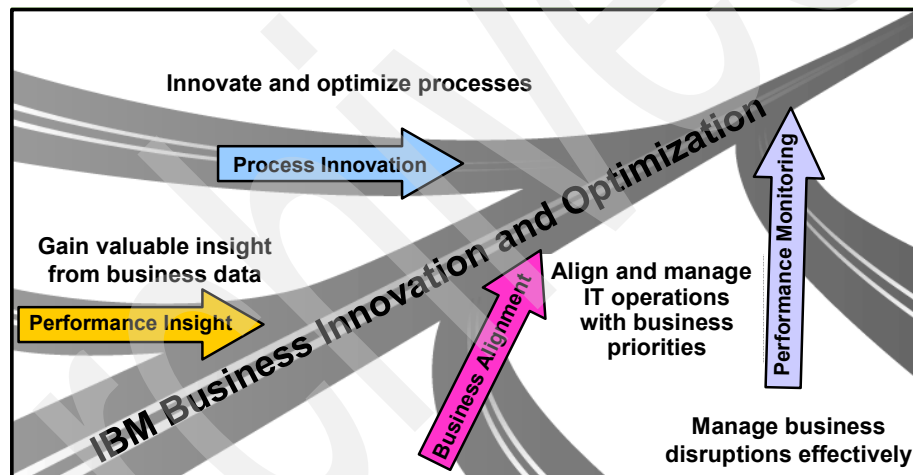 Innovate and optimize processes
Process Innovation
Gain valuable insight
from business data
Performance Insight
IBM Business Innovation and Optimization
Business Alignment
Align and manage
IT operations
with business
priorities
Performance Monitoring
Manage business
disruptions effectively